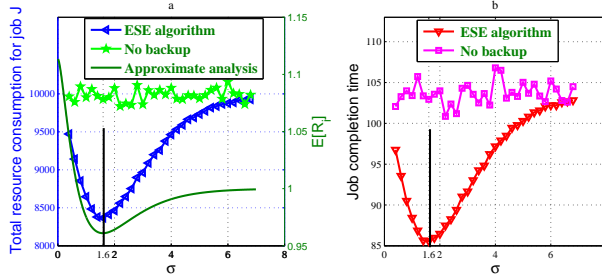 a
ESE algorithm
No backup
Approximate analysis
Total resource consumption for job J
10000
9500
9000
8500
8000
1.15
1.1
1.05
1
0.95
E[R_i]
0
1.6
2
4
6
8
σ
b
ESE algorithm
No backup
Job completion time
110
105
100
95
90
85
0
1.6
2
4
6
σ